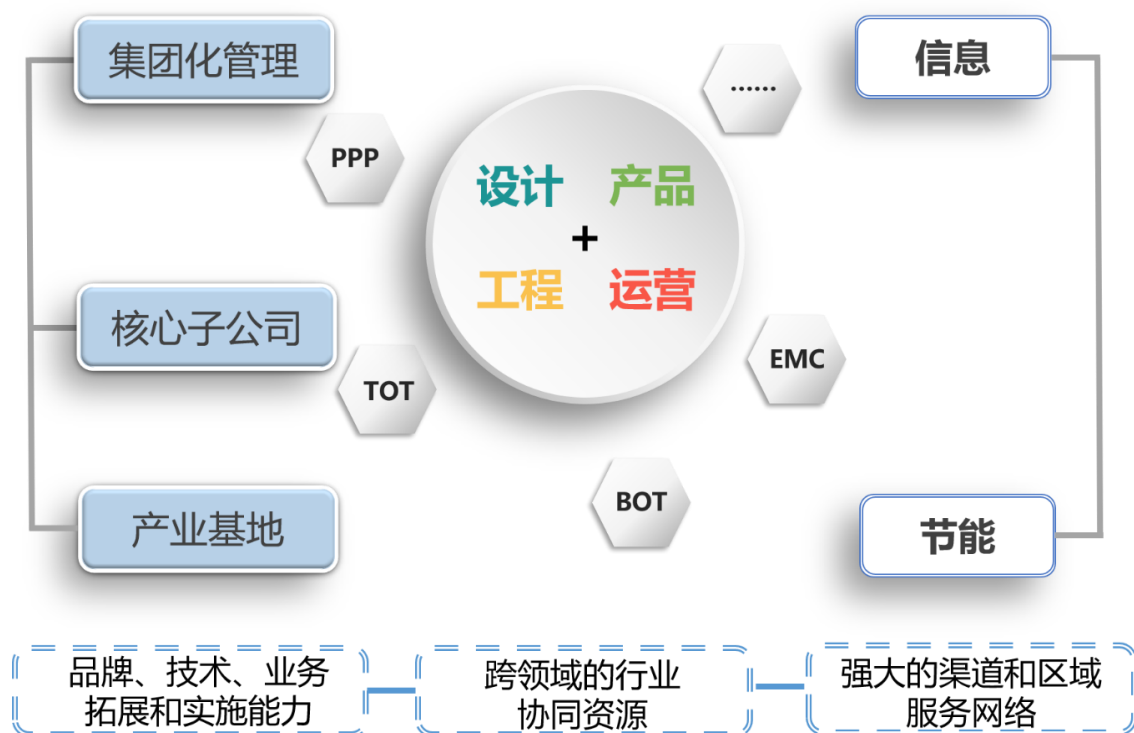 集团化管理
核心子公司
产业基地
PPP
TOT
BOT
EMC
......
设计 产品
+
工程 运营
信息
节能
品牌、技术、业务
拓展和实施能力
跨领域的行业
协同资源
强大的渠道和区域
服务网络